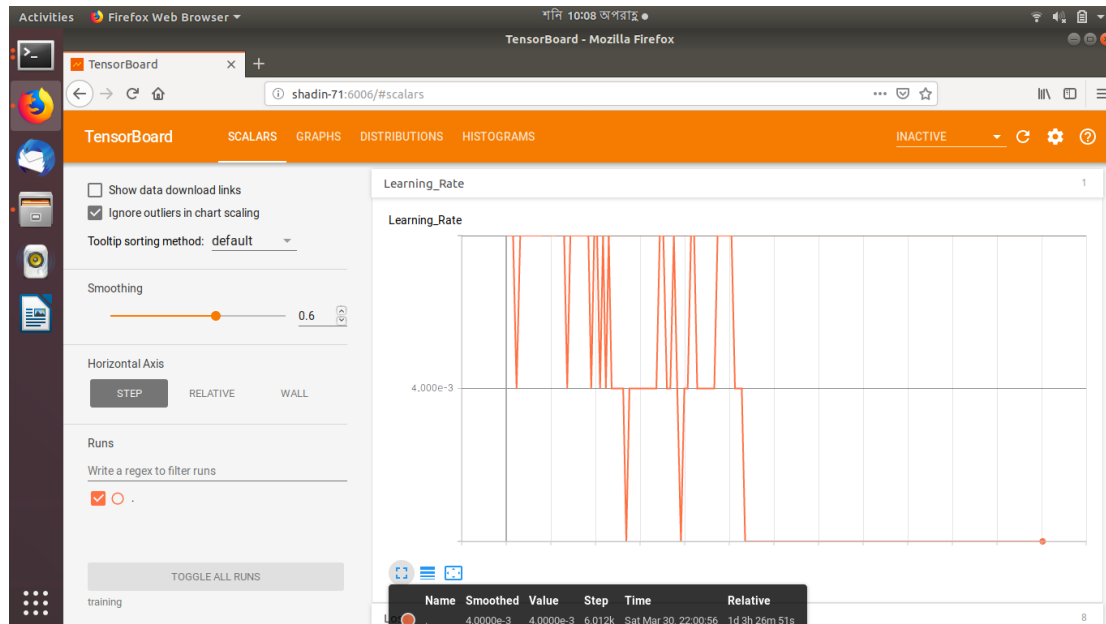 Activities Firefox Web Browser শনি 10:08 অপরাহ্ণ
TensorBoard - Mozilla Firefox
TensorBoard
shadin-71:6006/#scalars
TensorBoard SCALARS GRAPHS DISTRIBUTIONS HISTOGRAMS INACTIVE
Show data download links
Ignore outliers in chart scaling
Tooltip sorting method: default
Smoothing
0.6
Horizontal Axis
STEP RELATIVE WALL
Runs
Write a regex to filter runs
.
TOGGLE ALL RUNS
training
Learning_Rate 1
Learning_Rate
4.000e-3
Name Smoothed Value Step Time Relative
. 4.0000e-3 4.0000e-3 6.012k Sat Mar 30, 22:00:56 1d 3h 26m 51s
8